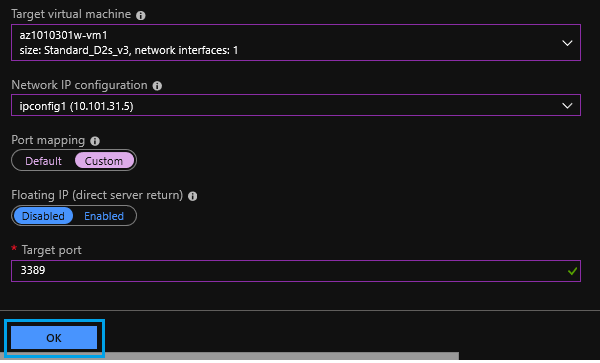 Target virtual machine
az1010301w-vm1
size: Standard_D2s_v3, network interfaces: 1
Network IP configuration
ipconfig1 (10.101.31.5)
Port mapping
Default Custom
Floating IP (direct server return)
Disabled Enabled
* Target port
3389
OK